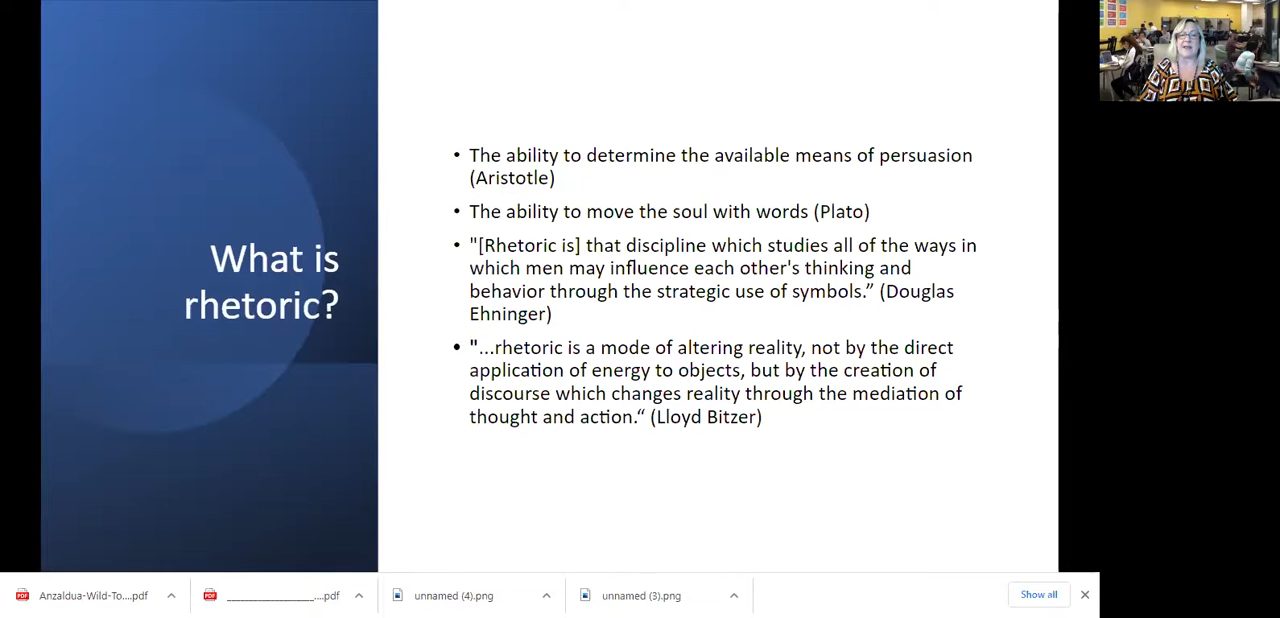 What is
rhetoric?
• The ability to determine the available means of persuasion
(Aristotle)
• The ability to move the soul with words (Plato)
• "[Rhetoric is] that discipline which studies all of the ways in
which men may influence each other's thinking and
behavior through the strategic use of symbols.” (Douglas
Ehninger)
• "...rhetoric is a mode of altering reality, not by the direct
application of energy to objects, but by the creation of
discourse which changes reality through the mediation of
thought and action.“ (Lloyd Bitzer)
PDF Anzaldua-Wild-To....pdf
PDF ____________________....pdf
unnamed (4).png
unnamed (3).png
Show all